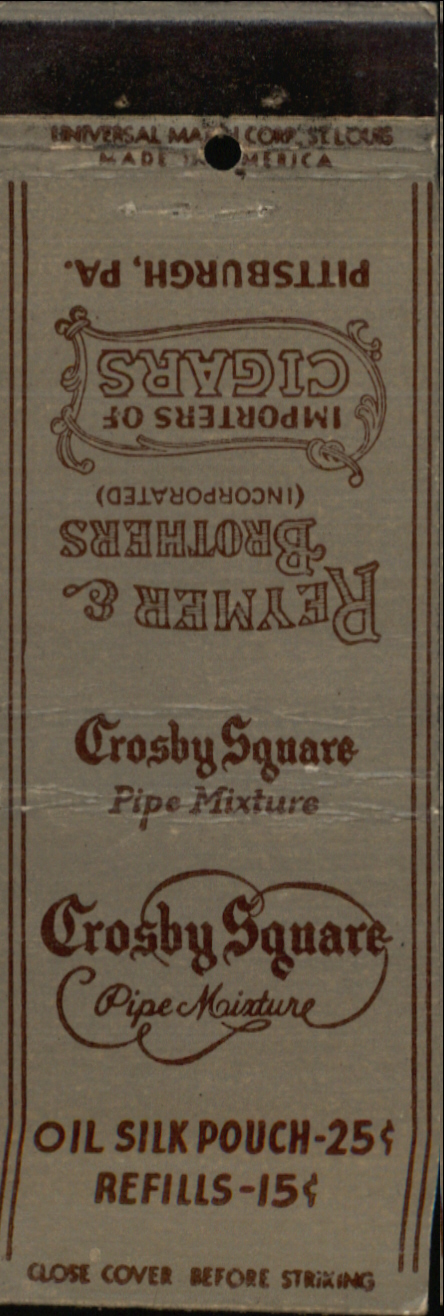 UNIVERSAL MATCH CORP., ST. LOUIS
MADE IN AMERICA
REYMER &
BROTHERS
(INCORPORATED)
IMPORTERS OF
CIGARS
PITTSBURGH, PA.
Crosby Square
Pipe Mixture
Crosby Square
Pipe Mixture
OIL SILK POUCH-25¢
REFILLS-15¢
CLOSE COVER BEFORE STRIKING